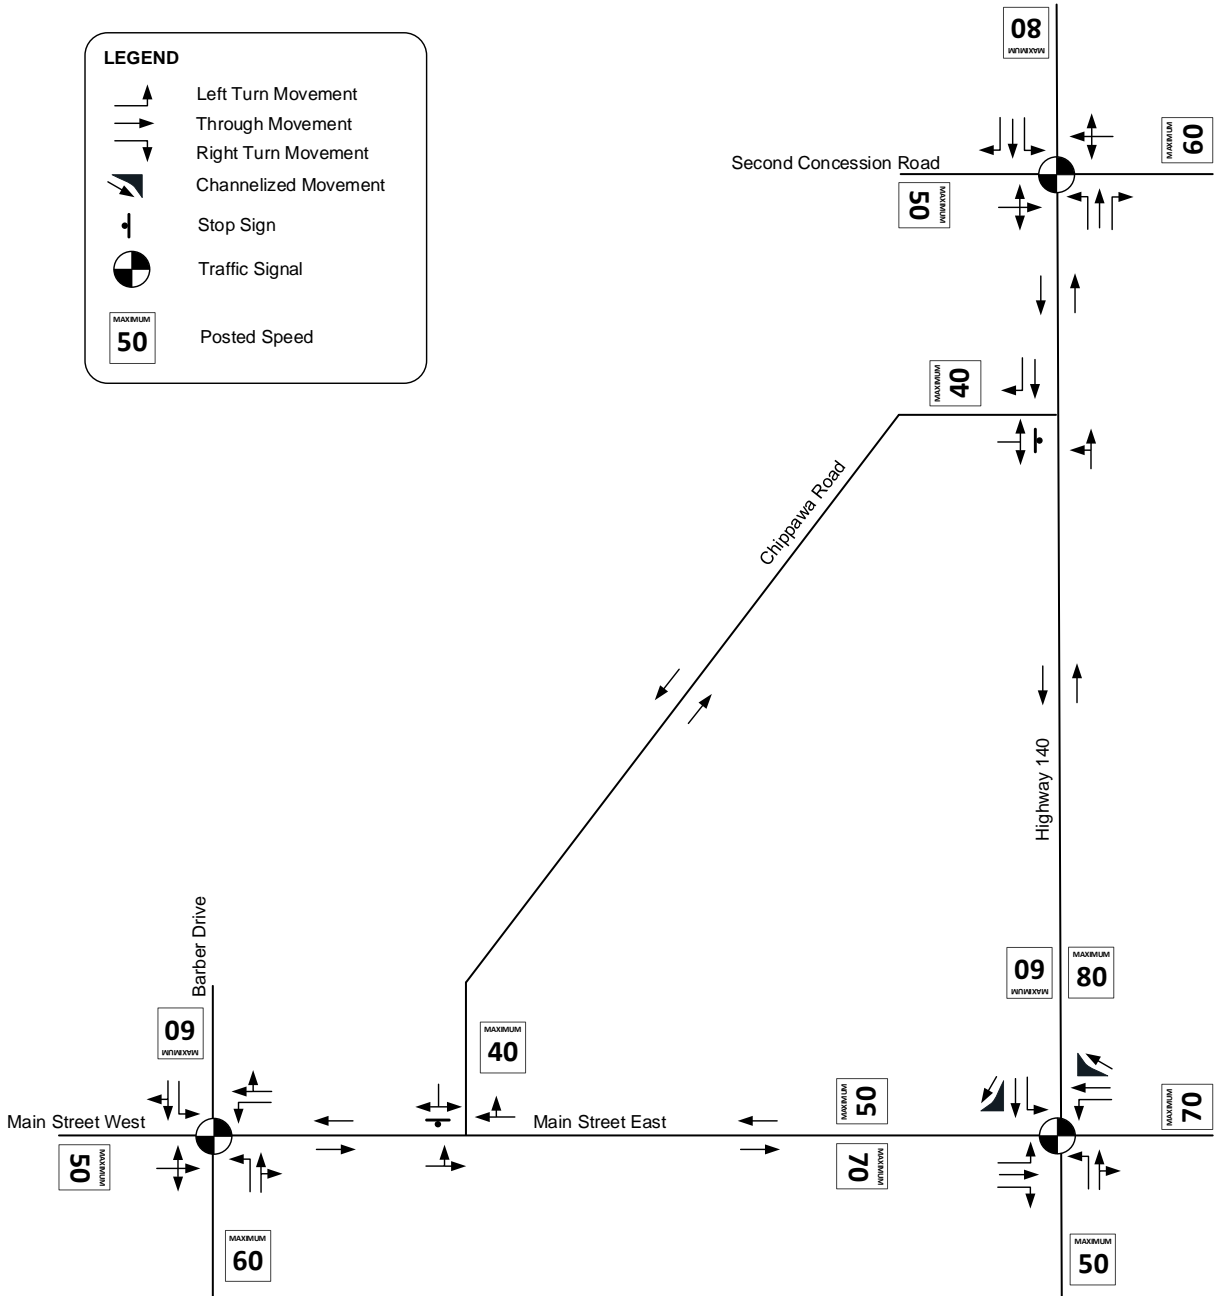 LEGEND
Left Turn Movement
Through Movement
Right Turn Movement
Channelized Movement
Stop Sign
Traffic Signal
MAXIMUM
50
Posted Speed
MAXIMUM
80
MAXIMUM
60
Second Concession Road
MAXIMUM
50
MAXIMUM
40
Chippawa Road
Highway 140
MAXIMUM
60
MAXIMUM
80
Barber Drive
MAXIMUM
60
MAXIMUM
40
Main Street West
Main Street East
MAXIMUM
50
MAXIMUM
70
MAXIMUM
50
MAXIMUM
70
MAXIMUM
60
MAXIMUM
50